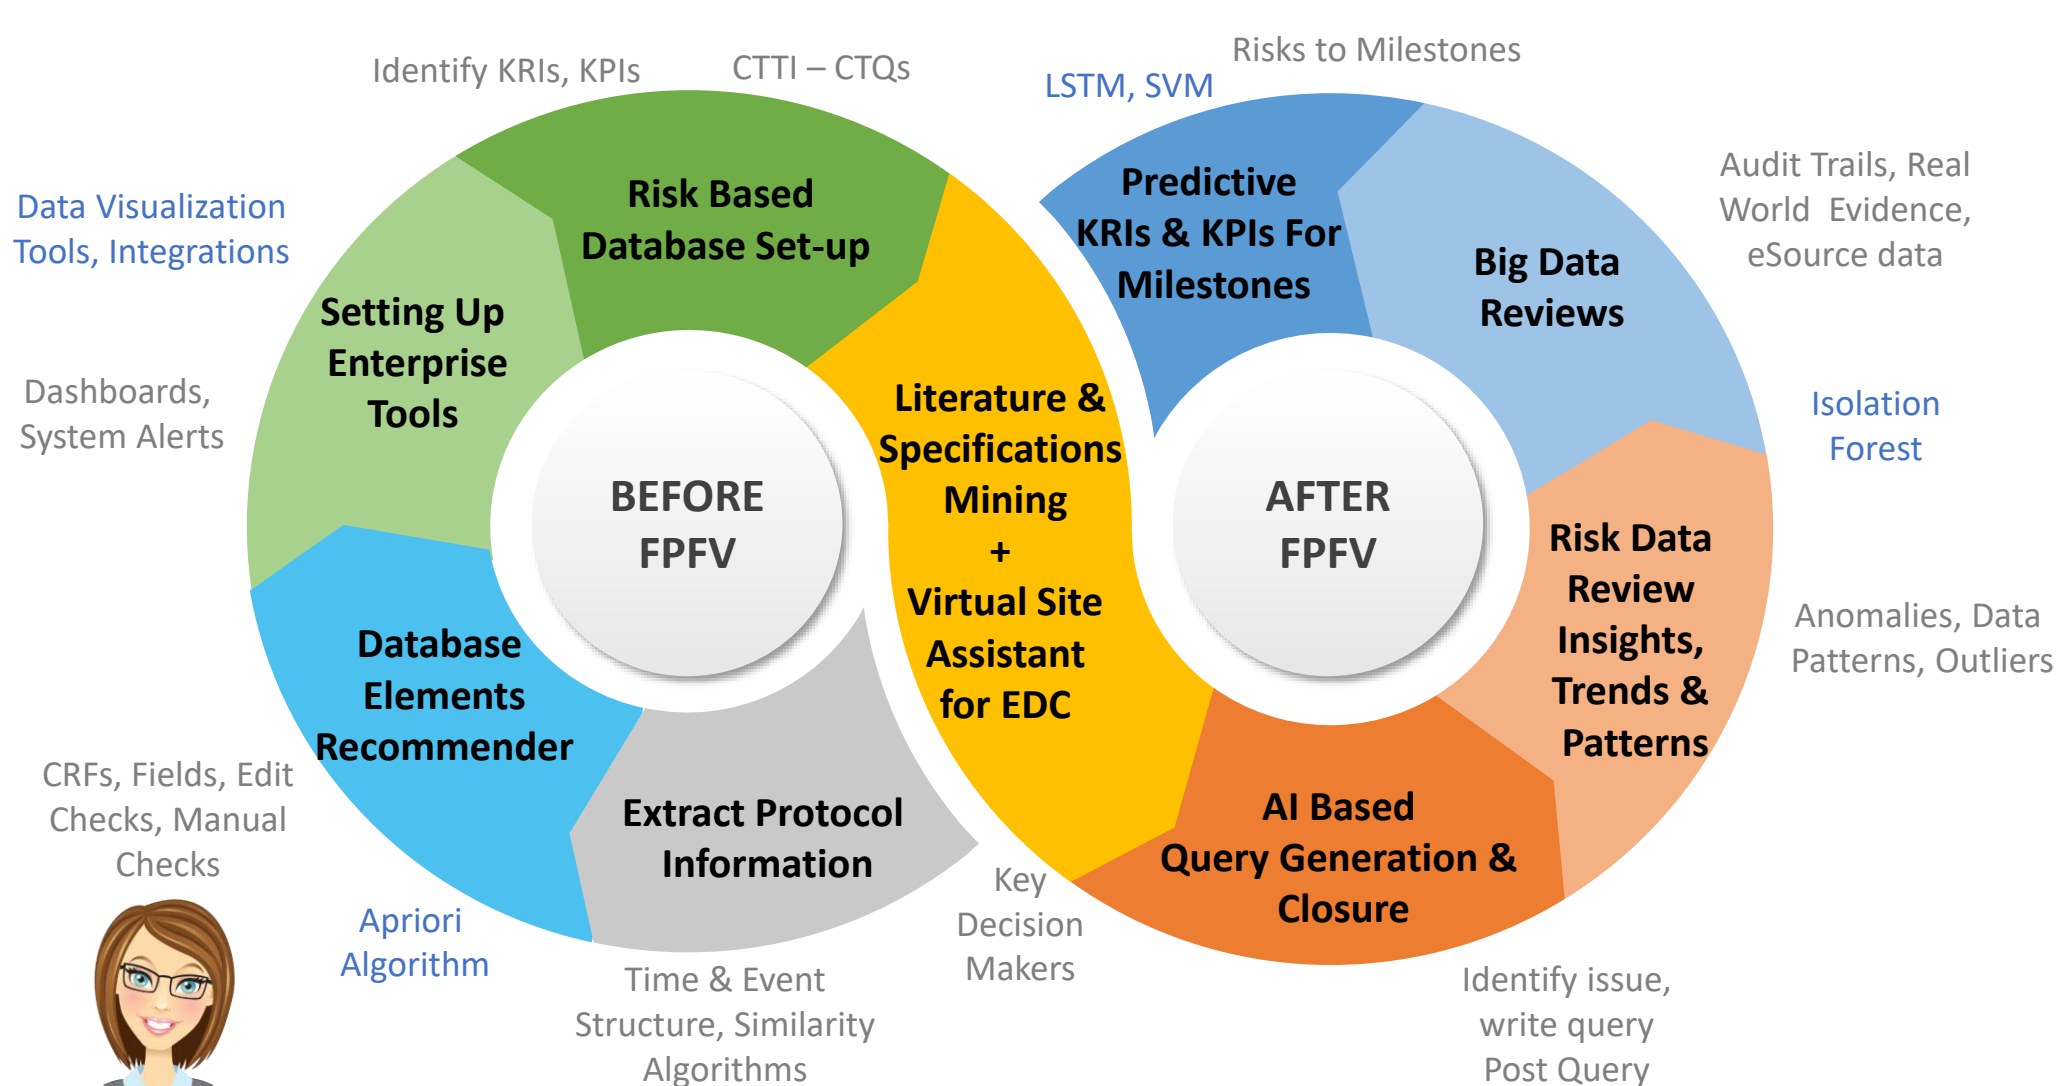 Identify KRIs, KPIs
CTTI – CTQs
LSTM, SVM
Risks to Milestones
Data Visualization
Tools, Integrations
Dashboards,
System Alerts
CRFs, Fields, Edit
Checks, Manual
Checks
Apriori
Algorithm
Time & Event
Structure, Similarity
Algorithms
Key
Decision
Makers
Risk Based
Database Set-up
Setting Up
Enterprise
Tools
Database
Elements
Recommender
Extract Protocol
Information
BEFORE
FPFV
Literature &
Specifications
Mining
+
Virtual Site
Assistant
for EDC
Predictive
KRIs & KPIs For
Milestones
Big Data
Reviews
Risk Data
Review
Insights,
Trends &
Patterns
AI Based
Query Generation &
Closure
AFTER
FPFV
Audit Trails, Real
World Evidence,
eSource data
Isolation
Forest
Anomalies, Data
Patterns, Outliers
Identify issue,
write query
Post Query